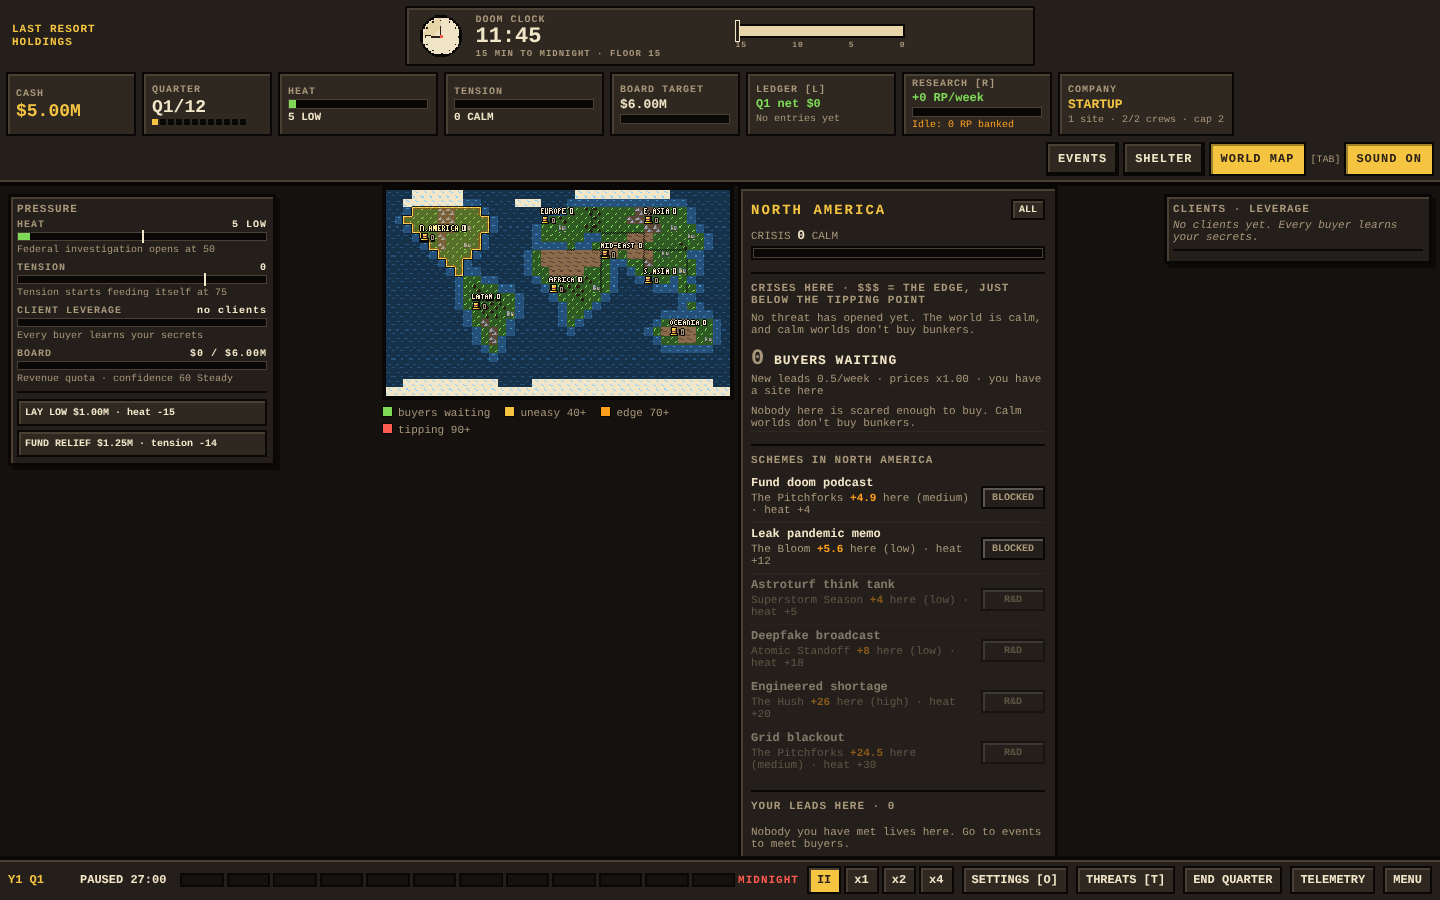 LAST RESORT
HOLDINGS
DOOM CLOCK
11:45
15 MIN TO MIDNIGHT · FLOOR 15
15 10 5 0
CASH
$5.00M
QUARTER
Q1/12
HEAT
5 LOW
TENSION
0 CALM
BOARD TARGET
$6.00M
LEDGER [L]
Q1 net $0
No entries yet
RESEARCH [R]
+0 RP/week
Idle: 0 RP banked
COMPANY
STARTUP
1 site · 2/2 crews · cap 2
EVENTS
SHELTER
WORLD MAP
[TAB]
SOUND ON
PRESSURE
HEAT 5 LOW
Federal investigation opens at 50
TENSION 0
Tension starts feeding itself at 75
CLIENT LEVERAGE no clients
Every buyer learns your secrets
BOARD $0 / $6.00M
Revenue quota · confidence 60 Steady
LAY LOW $1.00M · heat -15
FUND RELIEF $1.25M · tension -14
N.AMERICA 0
EUROPE 0
E.ASIA 0
MID-EAST 0
S.ASIA 0
AFRICA 0
LATAM 0
OCEANIA 0
buyers waiting
uneasy 40+
edge 70+
tipping 90+
NORTH AMERICA
ALL
CRISIS 0 CALM
CRISES HERE · $$$ = THE EDGE, JUST
BELOW THE TIPPING POINT
No threat has opened yet. The world is calm,
and calm worlds don't buy bunkers.
0 BUYERS WAITING
New leads 0.5/week · prices x1.00 · you have
a site here
Nobody here is scared enough to buy. Calm
worlds don't buy bunkers.
SCHEMES IN NORTH AMERICA
Fund doom podcast
The Pitchforks +4.9 here (medium)
· heat +4
BLOCKED
Leak pandemic memo
The Bloom +5.6 here (low) · heat
+12
BLOCKED
Astroturf think tank
Superstorm Season +4 here (low) ·
heat +5
R&D
Deepfake broadcast
Atomic Standoff +8 here (low) ·
heat +18
R&D
Engineered shortage
The Hush +26 here (high) · heat
+20
R&D
Grid blackout
The Pitchforks +24.5 here
(medium) · heat +30
R&D
YOUR LEADS HERE · 0
Nobody you have met lives here. Go to events
to meet buyers.
CLIENTS · LEVERAGE
No clients yet. Every buyer learns
your secrets.
Y1 Q1
PAUSED 27:00
MIDNIGHT
II
x1
x2
x4
SETTINGS [O]
THREATS [T]
END QUARTER
TELEMETRY
MENU